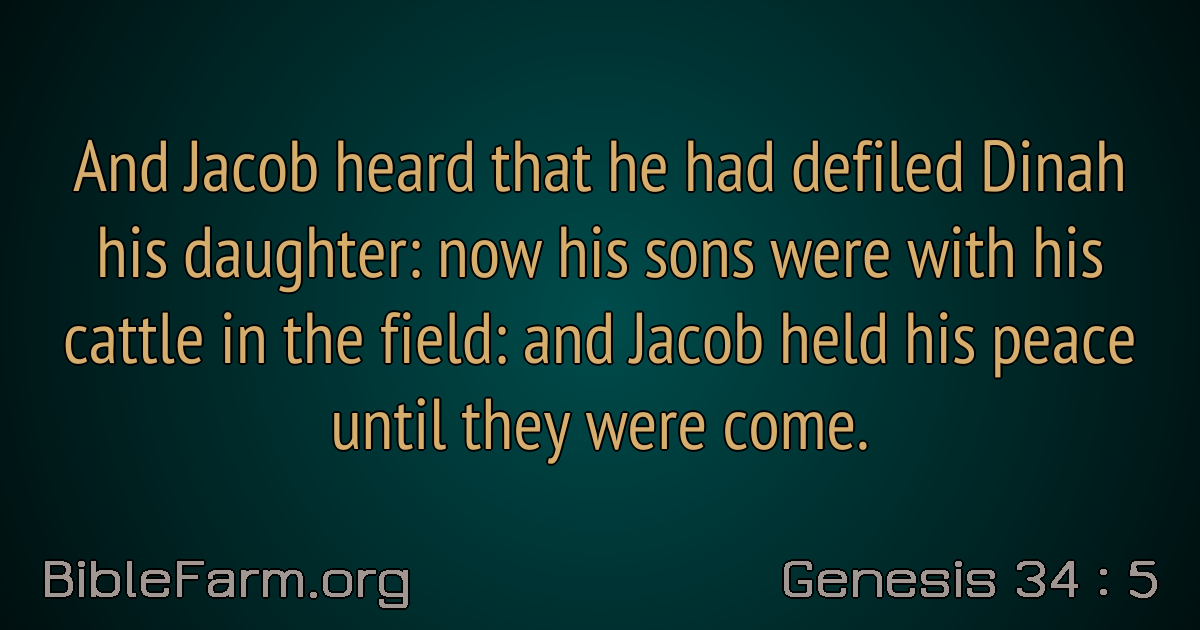 And Jacob heard that he had defiled Dinah
his daughter: now his sons were with his
cattle in the field: and Jacob held his peace
until they were come.
BibleFarm.org
Genesis 34 : 5